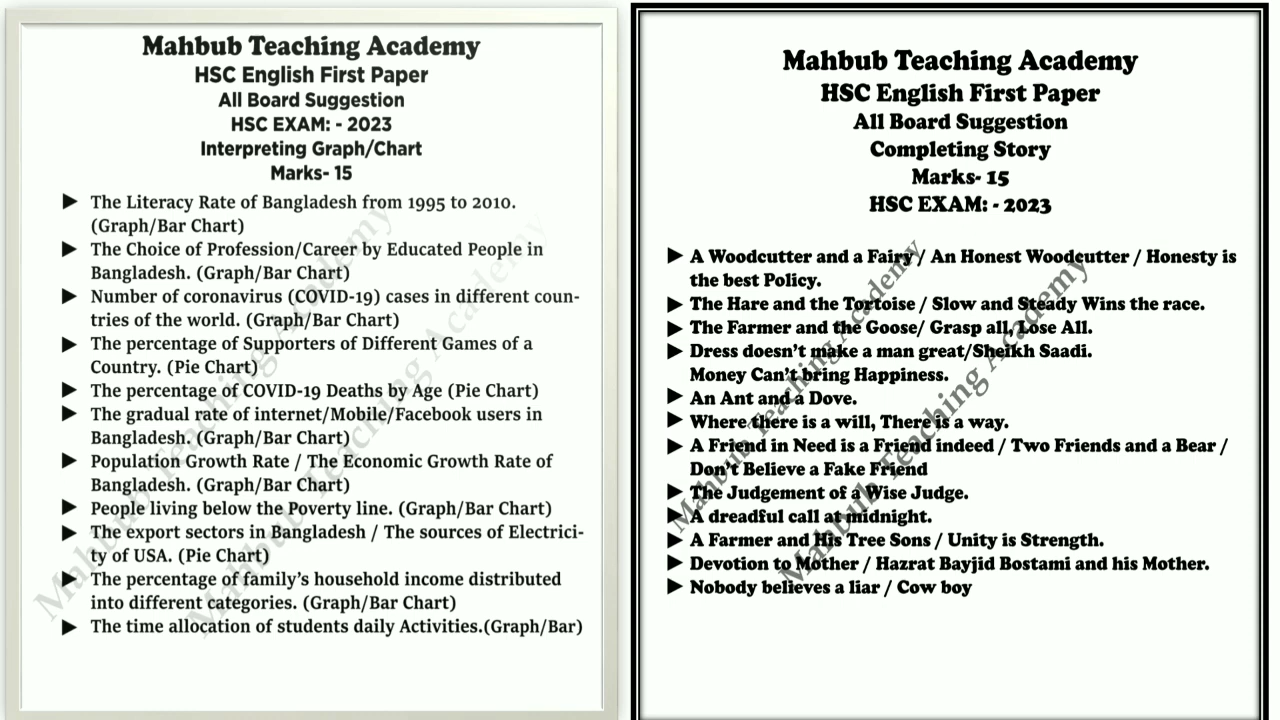 Mahbub Teaching Academy
HSC English First Paper
All Board Suggestion
HSC EXAM: - 2023
Interpreting Graph/Chart
Marks- 15
▶ The Literacy Rate of Bangladesh from 1995 to 2010.
(Graph/Bar Chart)
▶ The Choice of Profession/Career by Educated People in
Bangladesh. (Graph/Bar Chart)
▶ Number of coronavirus (COVID-19) cases in different coun-
tries of the world. (Graph/Bar Chart)
▶ The percentage of Supporters of Different Games of a
Country. (Pie Chart)
▶ The percentage of COVID-19 Deaths by Age (Pie Chart)
▶ The gradual rate of internet/Mobile/Facebook users in
Bangladesh. (Graph/Bar Chart)
▶ Population Growth Rate / The Economic Growth Rate of
Bangladesh. (Graph/Bar Chart)
▶ People living below the Poverty line. (Graph/Bar Chart)
▶ The export sectors in Bangladesh / The sources of Electrici-
ty of USA. (Pie Chart)
▶ The percentage of family's household income distributed
into different categories. (Graph/Bar Chart)
▶ The time allocation of students daily Activities.(Graph/Bar)
Mahbub Teaching Academy
Mahbub Teaching Academy
Mahbub Teaching Academy
HSC English First Paper
All Board Suggestion
Completing Story
Marks- 15
HSC EXAM: - 2023
▶ A Woodcutter and a Fairy / An Honest Woodcutter / Honesty is
the best Policy.
▶ The Hare and the Tortoise / Slow and Steady Wins the race.
▶ The Farmer and the Goose/ Grasp all, Lose All.
▶ Dress doesn't make a man great/Sheikh Saadi.
Money Can't bring Happiness.
▶ An Ant and a Dove.
▶ Where there is a will, There is a way.
▶ A Friend in Need is a Friend indeed / Two Friends and a Bear /
Don't Believe a Fake Friend
▶ The Judgement of a Wise Judge.
▶ A dreadful call at midnight.
▶ A Farmer and His Tree Sons / Unity is Strength.
▶ Devotion to Mother / Hazrat Bayjid Bostami and his Mother.
▶ Nobody believes a liar / Cow boy
Mahbub Teaching Academy
Mahbub Teaching Academy